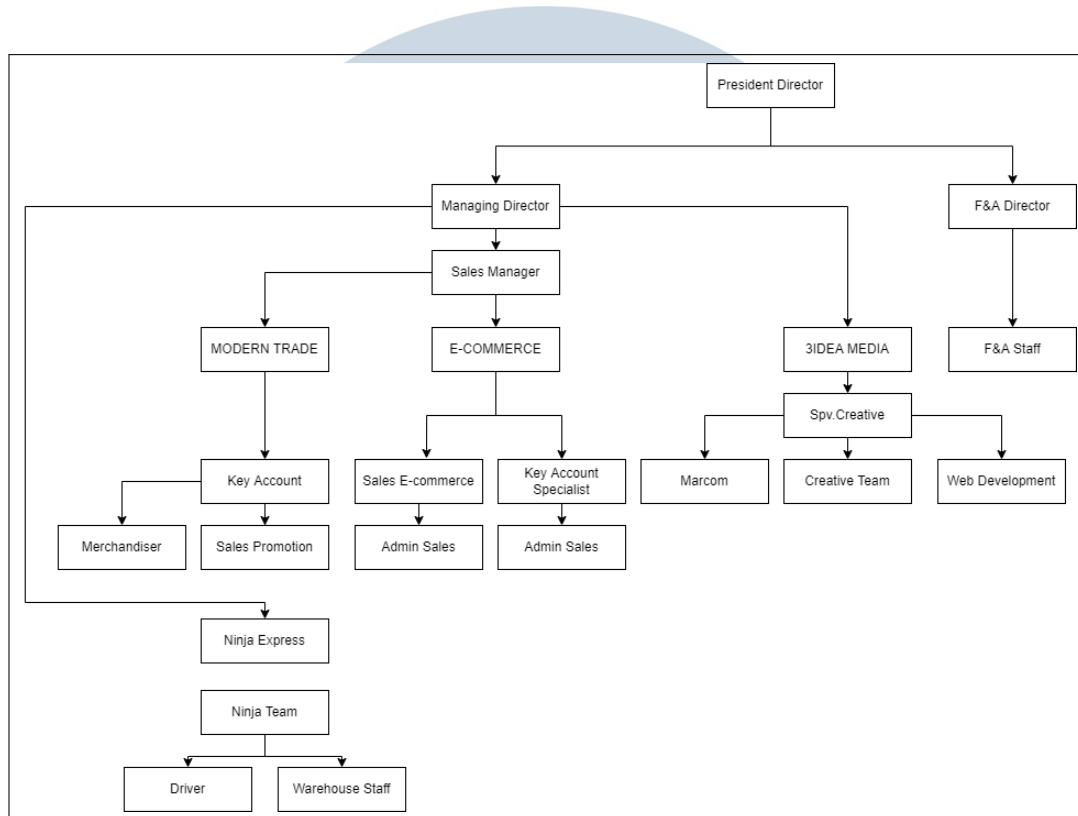 President Director
Managing Director
F&A Director
Sales Manager
MODERN TRADE
E-COMMERCE
3IDEA MEDIA
F&A Staff
Spv.Creative
Key Account
Sales E-commerce
Key Account
Specialist
Marcom
Creative Team
Web Development
Merchandiser
Sales Promotion
Admin Sales
Admin Sales
Ninja Express
Ninja Team
Driver
Warehouse Staff